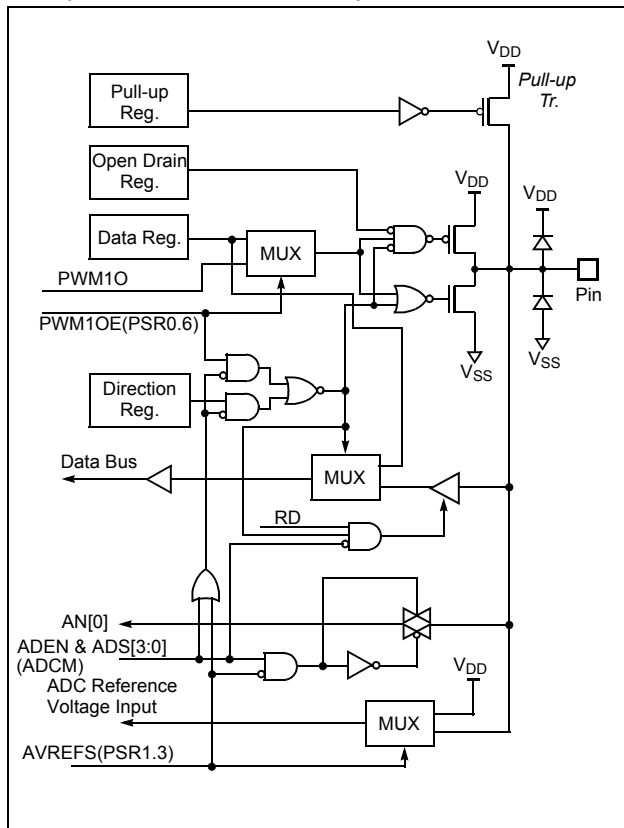 VDD
Pull-up
Reg.
Pull-up
Tr.
Open Drain
Reg.
VDD
VDD
Data Reg.
MUX
PWM1O
Pin
PWM1OE(PSR0.6)
VSS
VSS
Direction
Reg.
Data Bus
MUX
RD
AN[0]
ADEN & ADS[3:0]
(ADCM)
VDD
ADC Reference
Voltage Input
MUX
AVREFS(PSR1.3)